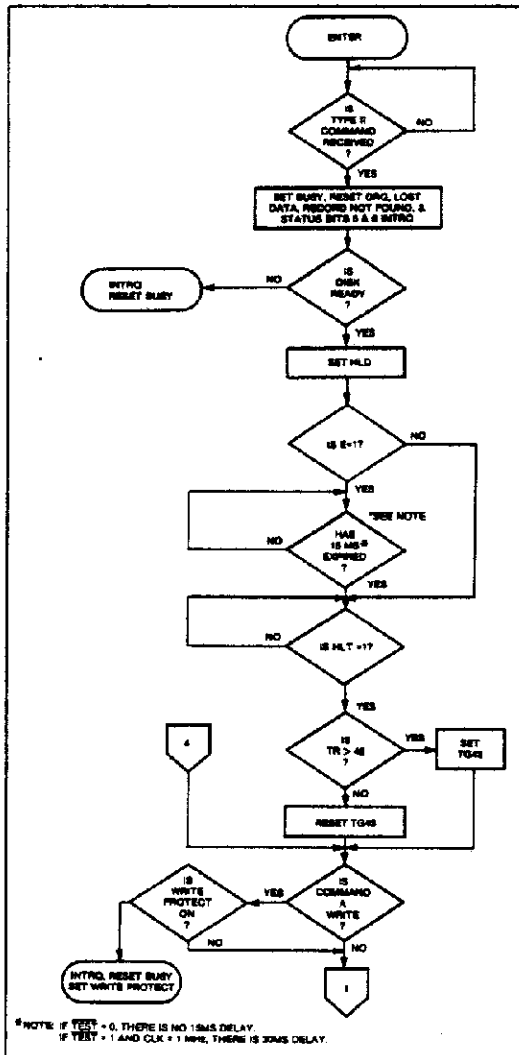 ENTER
IS
TYPE II
COMMAND
RECEIVED
?
NO
YES
SET BUSY, RESET DRQ, LOST
DATA, RECORD NOT FOUND, &
STATUS BITS 5 & 6 INTRQ
IS
DISK
READY
?
NO
INTRQ
RESET BUSY
YES
SET HLD
IS E=1?
NO
YES
*SEE NOTE
HAS
15 MS*
EXPIRED
?
NO
YES
IS HLT =1?
NO
YES
4
IS
TR > 43
?
YES
SET
TG43
NO
RESET TG43
IS
WRITE
PROTECT
ON
?
YES
IS
COMMAND
A
WRITE
?
NO
NO
INTRQ, RESET BUSY
SET WRITE PROTECT
1
*NOTE: IF TEST = 0, THERE IS NO 15MS DELAY.
IF TEST = 1 AND CLK = 1 MHz, THERE IS 30MS DELAY.